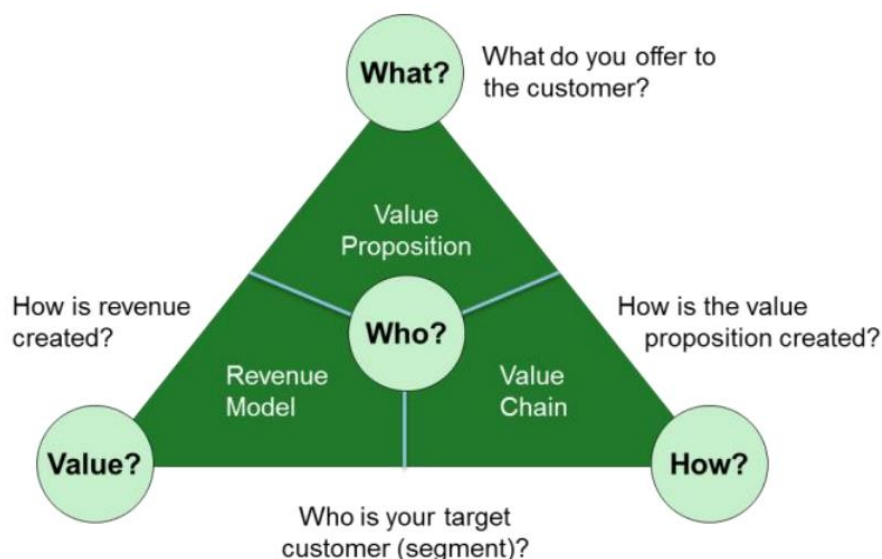 What?
What do you offer to
the customer?
Value
Proposition
How is revenue
created?
Who?
How is the value
proposition created?
Revenue
Model
Value
Chain
Value?
How?
Who is your target
customer (segment)?